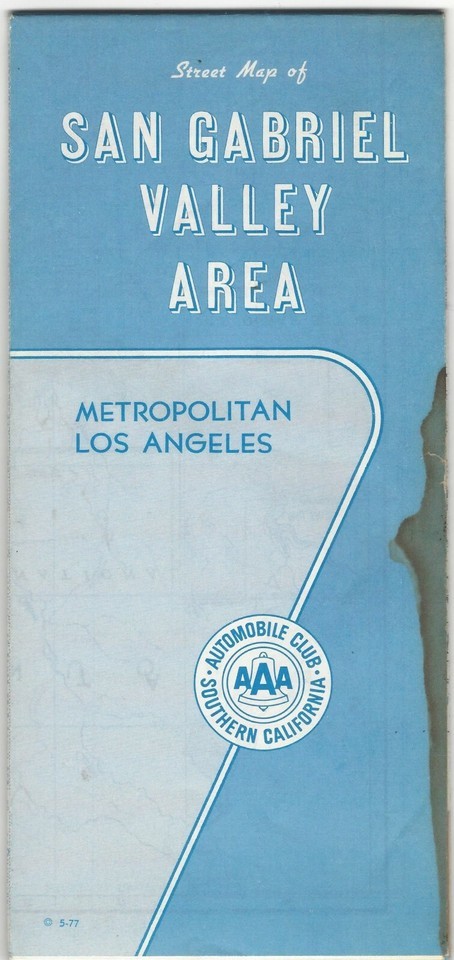 Street Map of
SAN GABRIEL
VALLEY
AREA
METROPOLITAN
LOS ANGELES
• AUTOMOBILE CLUB •
AAA
SOUTHERN CALIFORNIA
© 5-77